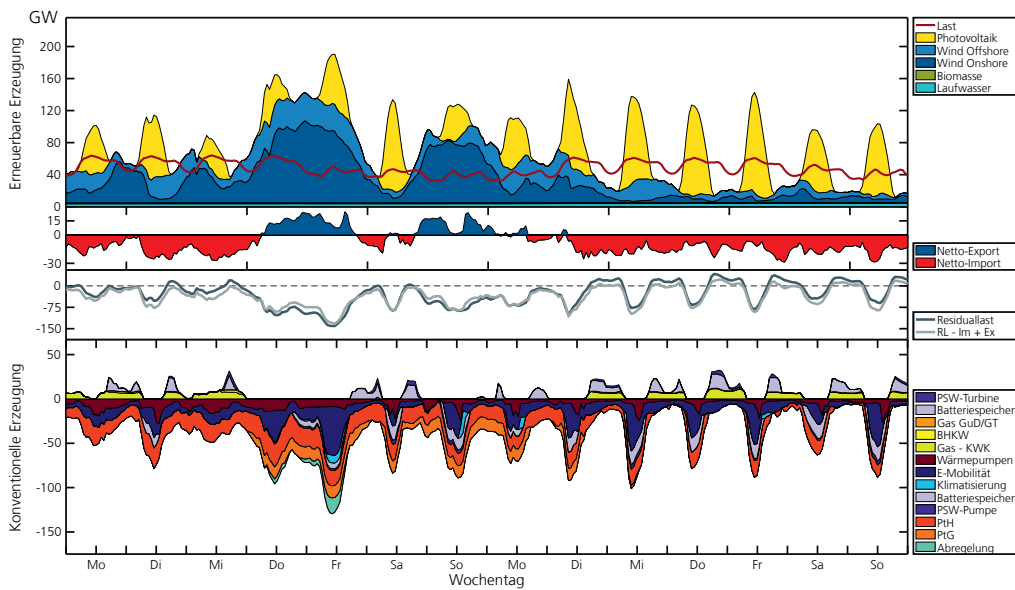 GW
Erneuerbare Erzeugung
200
160
120
80
40
0
Last
Photovoltaik
Wind Offshore
Wind Onshore
Biomasse
Laufwasser
15
0
-30
Netto-Export
Netto-Import
0
-75
-150
Residuallast
RL - Im + Ex
Konventionelle Erzeugung
50
0
-50
-100
-150
PSW-Turbine
Batteriespeicher
Gas GuD/GT
BHKW
Gas - KWK
Wärmepumpen
E-Mobilität
Klimatisierung
Batteriespeicher
PSW-Pumpe
PtH
PtG
Abregelung
Mo Di Mi Do Fr Sa So Mo Di Mi Do Fr Sa So
Wochentag